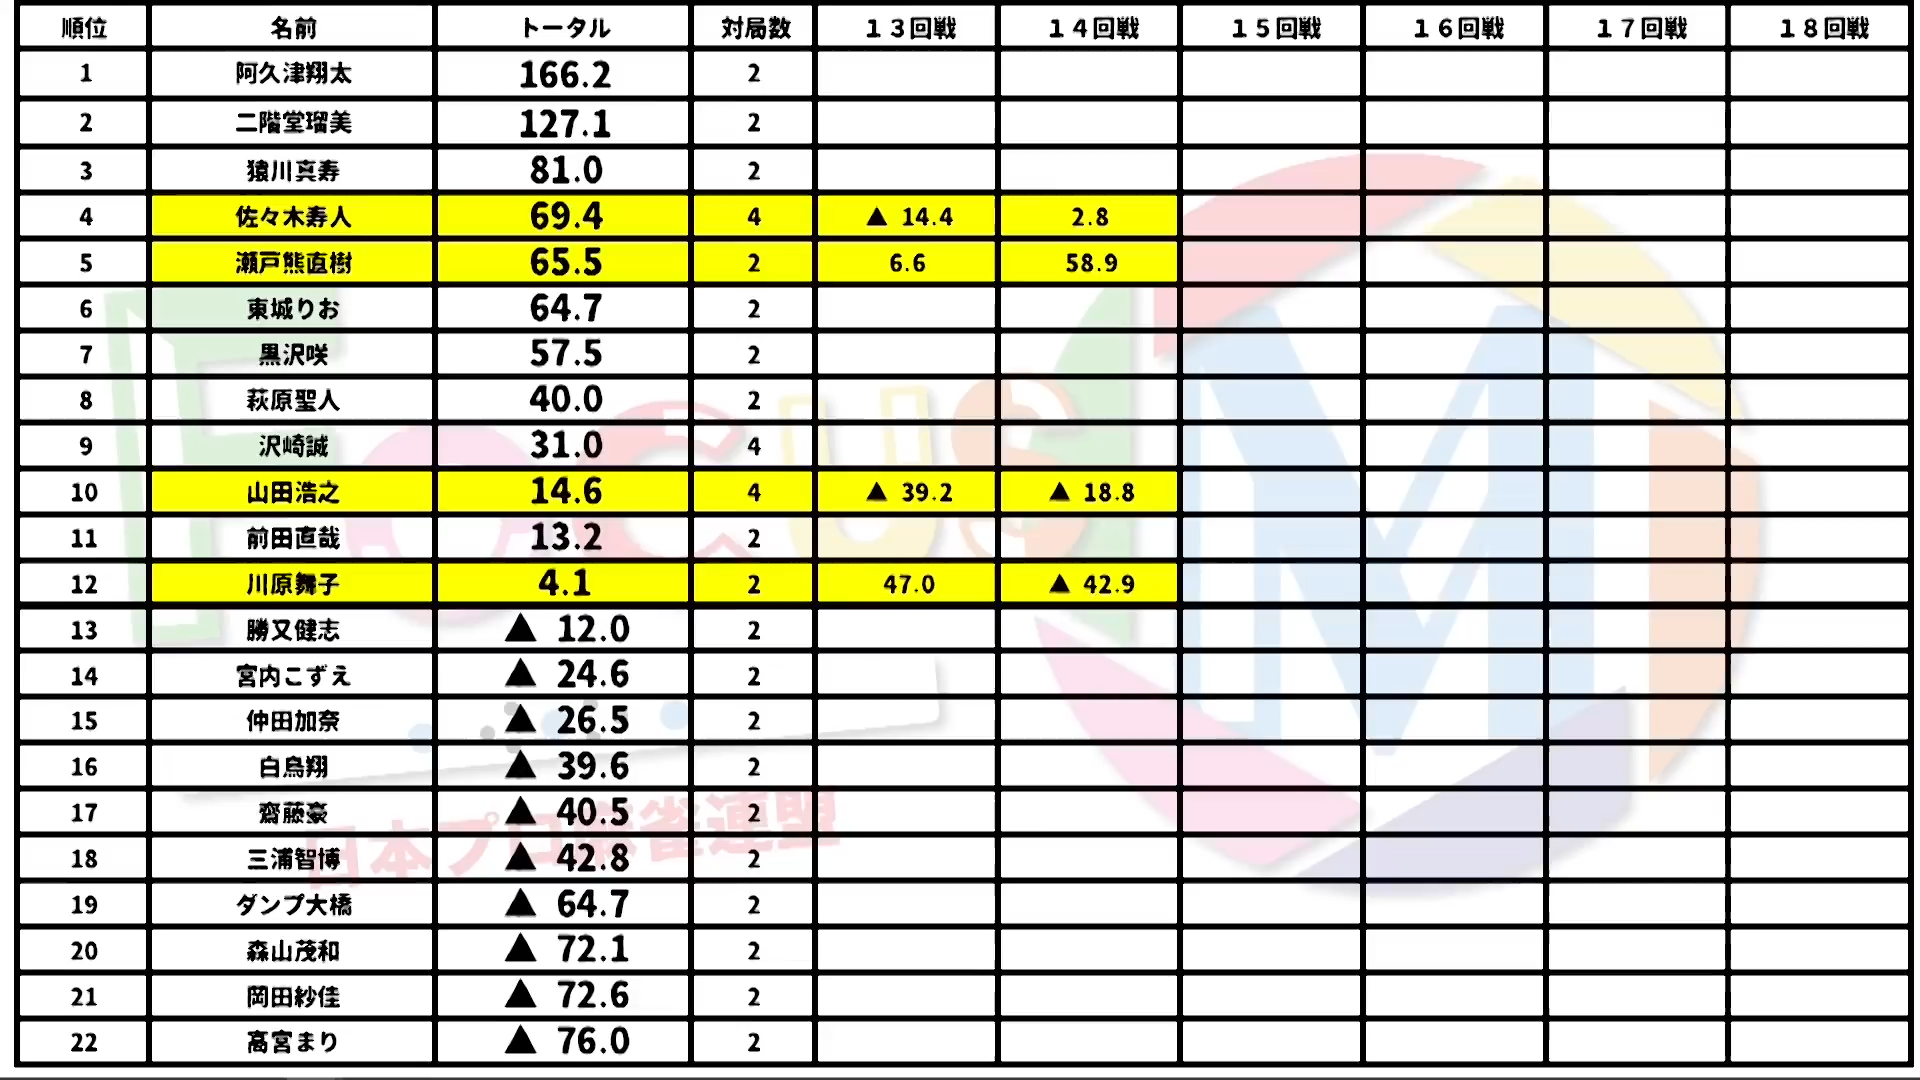 順位 名前 トータル 対局数 １３回戦 １４回戦 １５回戦 １６回戦 １７回戦 １８回戦
1 阿久津翔太 166.2 2
2 二階堂瑠美 127.1 2
3 猿川真寿 81.0 2
4 佐々木寿人 69.4 4 ▲ 14.4 2.8
5 瀬戸熊直樹 65.5 2 6.6 58.9
6 東城りお 64.7 2
7 黒沢咲 57.5 2
8 萩原聖人 40.0 2
9 沢崎誠 31.0 4
10 山田浩之 14.6 4 ▲ 39.2 ▲ 18.8
11 前田直哉 13.2 2
12 川原舞子 4.1 2 47.0 ▲ 42.9
13 勝又健志 ▲ 12.0 2
14 宮内こずえ ▲ 24.6 2
15 仲田加奈 ▲ 26.5 2
16 白鳥翔 ▲ 39.6 2
17 齋藤豪 ▲ 40.5 2
18 三浦智博 ▲ 42.8 2
19 ダンプ大橋 ▲ 64.7 2
20 森山茂和 ▲ 72.1 2
21 岡田紗佳 ▲ 72.6 2
22 高宮まり ▲ 76.0 2
Focus M
日本プロ麻雀連盟